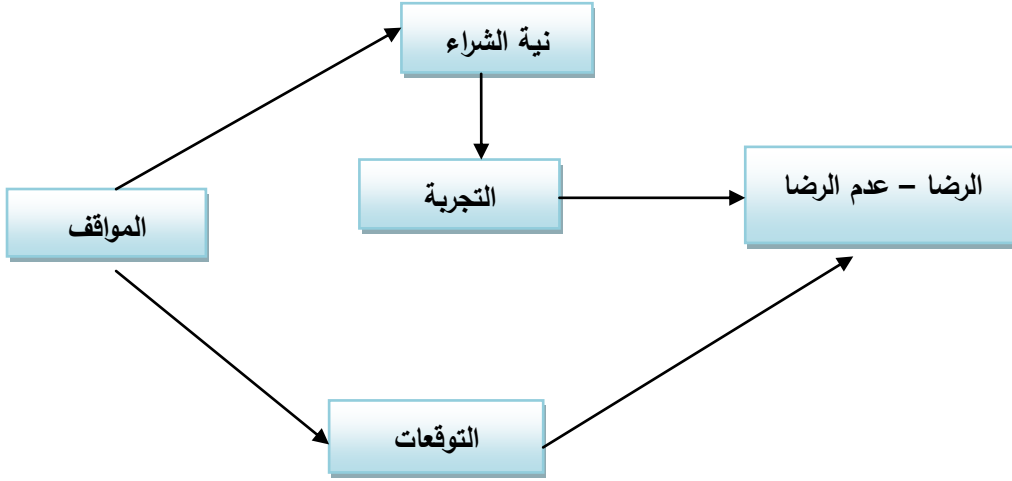 نية الشراء
التجربة
الرضا – عدم الرضا
المواقف
التوقعات